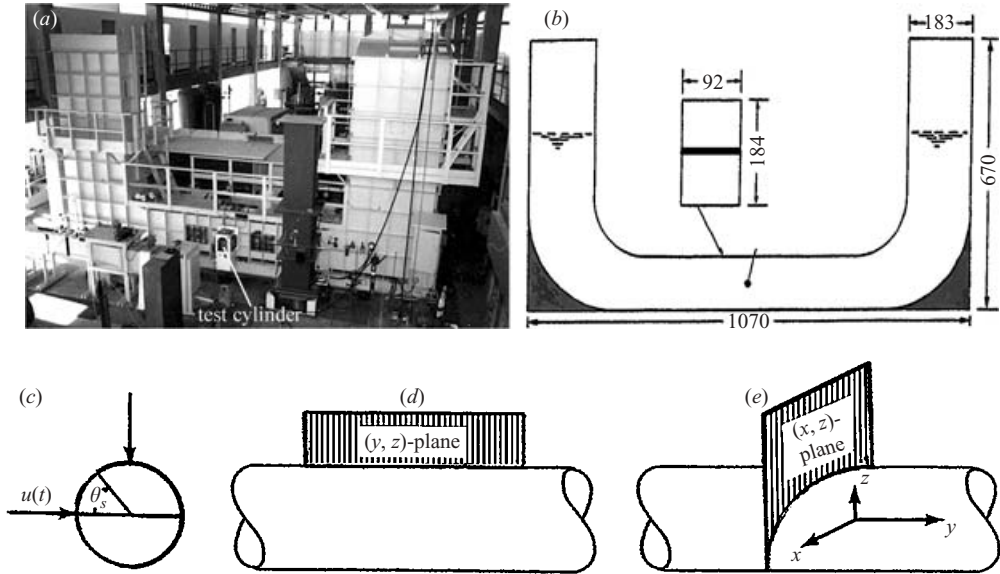 (a)
test cylinder
(b)
183
92
184
670
1070
(c)
u(t)
θs
(d)
(y, z)-plane
(e)
(x, z)-
plane
z
y
x